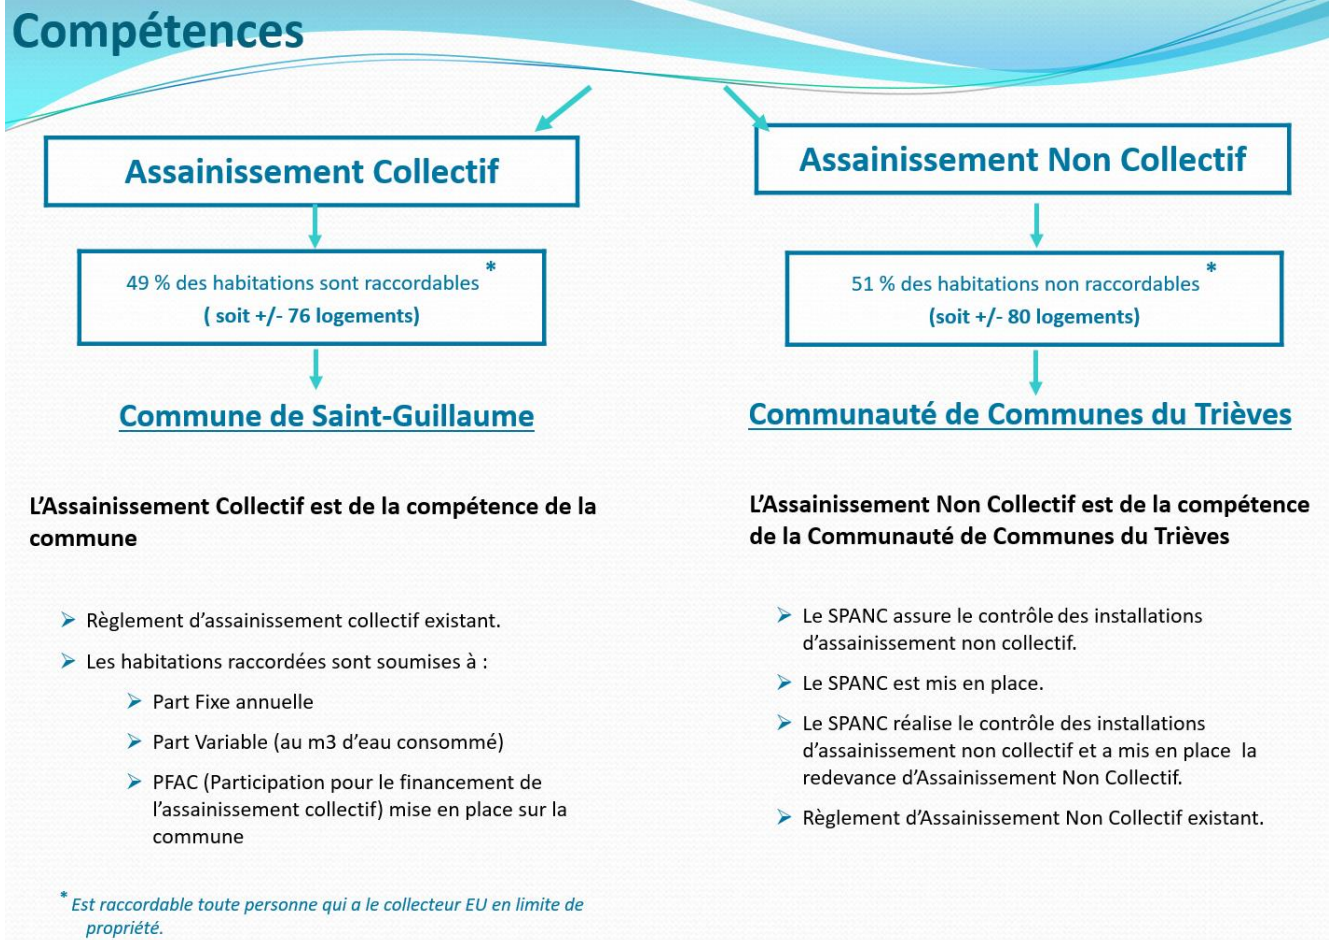 Compétences
Assainissement Collectif
49 % des habitations sont raccordables *
( soit +/- 76 logements)
Commune de Saint-Guillaume
L’Assainissement Collectif est de la compétence de la
commune
➢ Règlement d’assainissement collectif existant.
➢ Les habitations raccordées sont soumises à :
➢ Part Fixe annuelle
➢ Part Variable (au m3 d’eau consommé)
➢ PFAC (Participation pour le financement de
l’assainissement collectif) mise en place sur la
commune
* Est raccordable toute personne qui a le collecteur EU en limite de
propriété.
Assainissement Non Collectif
51 % des habitations non raccordables *
(soit +/- 80 logements)
Communauté de Communes du Trièves
L’Assainissement Non Collectif est de la compétence
de la Communauté de Communes du Trièves
➢ Le SPANC assure le contrôle des installations
d’assainissement non collectif.
➢ Le SPANC est mis en place.
➢ Le SPANC réalise le contrôle des installations
d’assainissement non collectif et a mis en place la
redevance d’Assainissement Non Collectif.
➢ Règlement d’Assainissement Non Collectif existant.